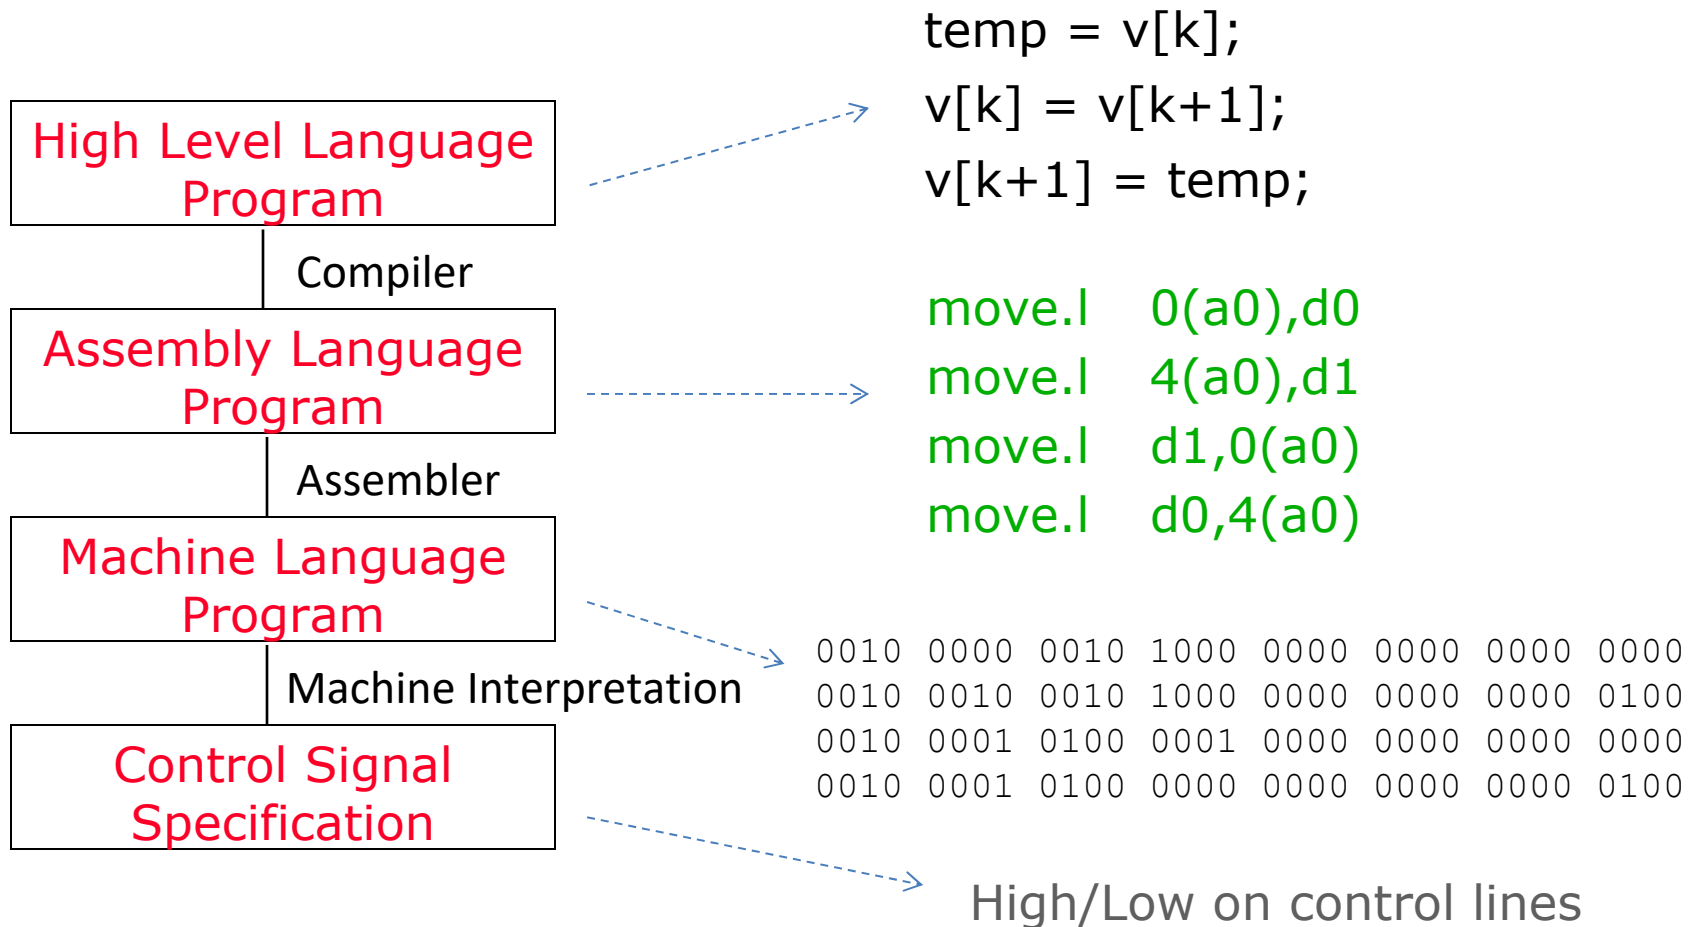 High Level Language
Program
Compiler
Assembly Language
Program
Assembler
Machine Language
Program
Machine Interpretation
Control Signal
Specification
temp = v[k];
v[k] = v[k+1];
v[k+1] = temp;
move.l 0(a0),d0
move.l 4(a0),d1
move.l d1,0(a0)
move.l d0,4(a0)
0010 0000 0010 1000 0000 0000 0000 0000
0010 0010 0010 1000 0000 0000 0000 0100
0010 0001 0100 0001 0000 0000 0000 0000
0010 0001 0100 0000 0000 0000 0000 0100
High/Low on control lines